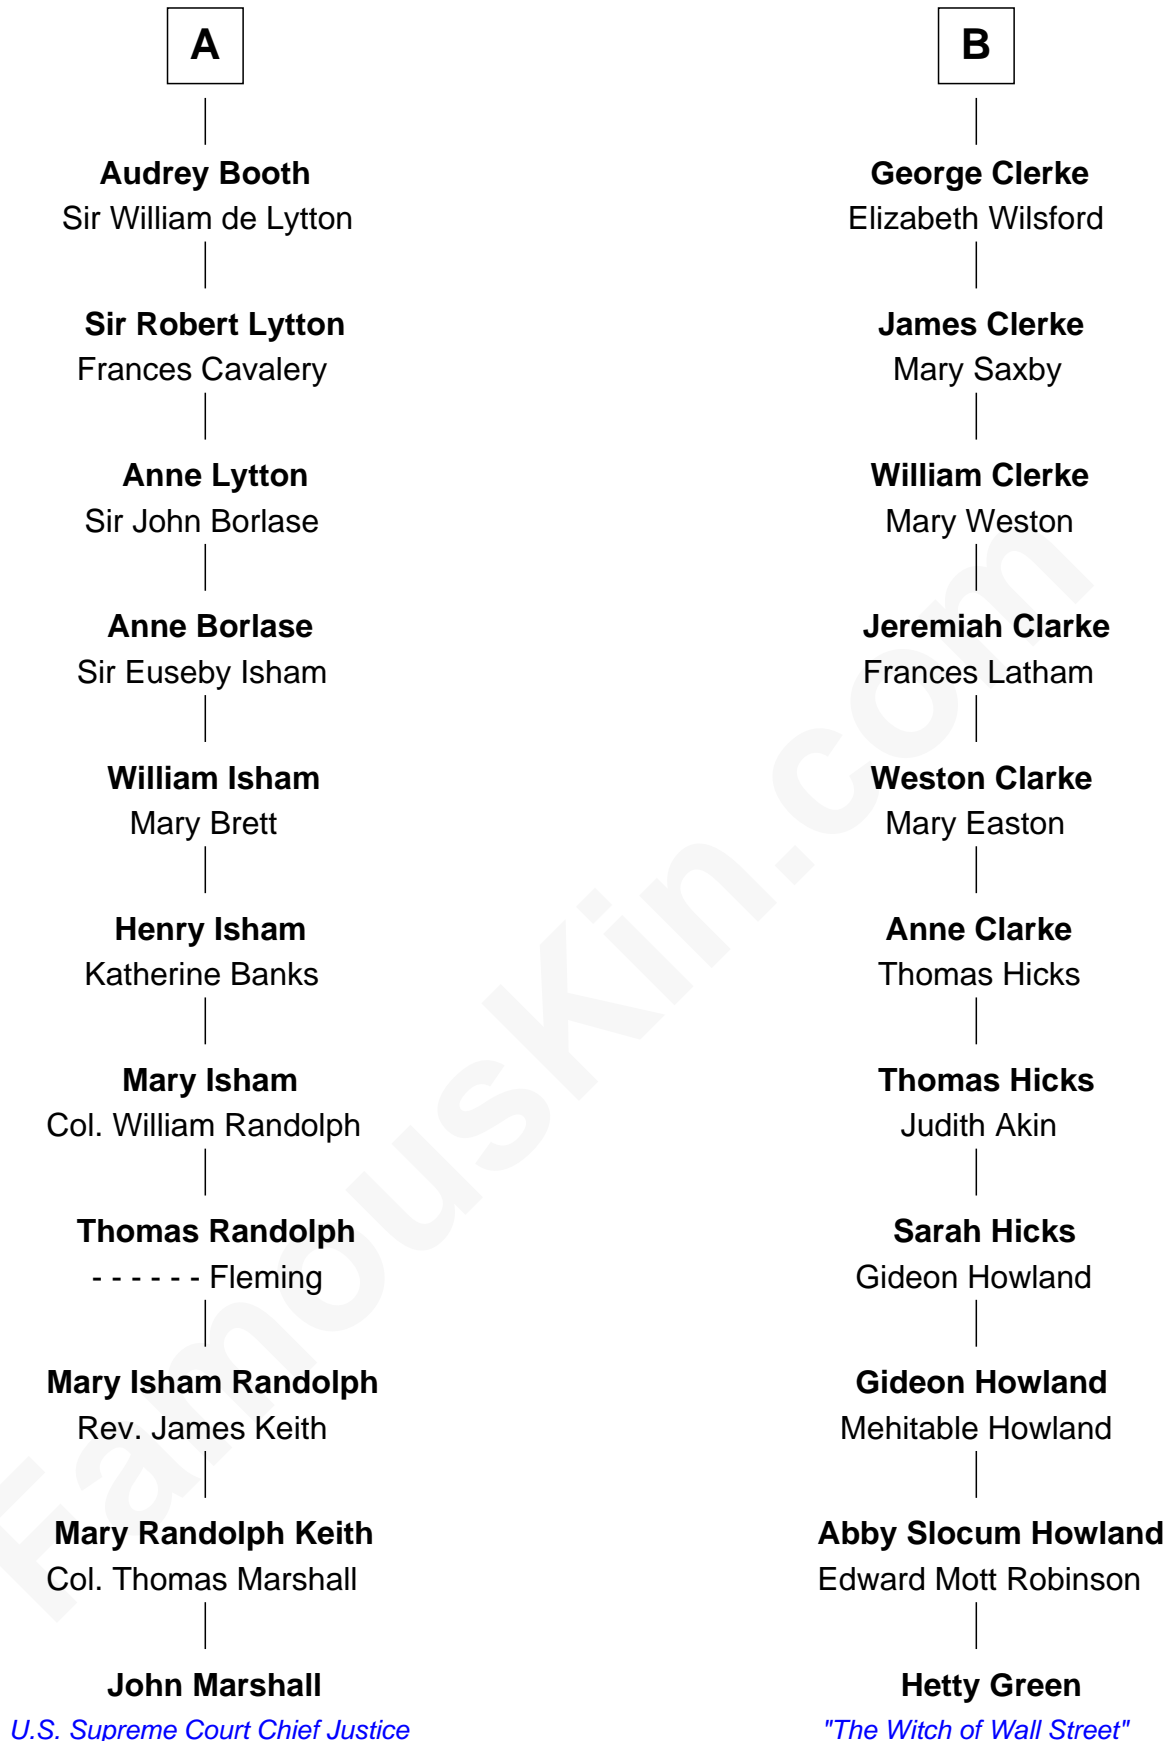 A
Audrey Booth
Sir William de Lytton
Sir Robert Lytton
Frances Cavalery
Anne Lytton
Sir John Borlase
Anne Borlase
Sir Euseby Isham
William Isham
Mary Brett
Henry Isham
Katherine Banks
Mary Isham
Col. William Randolph
Thomas Randolph
- - - - - - Fleming
Mary Isham Randolph
Rev. James Keith
Mary Randolph Keith
Col. Thomas Marshall
John Marshall
U.S. Supreme Court Chief Justice
B
George Clerke
Elizabeth Wilsford
James Clerke
Mary Saxby
William Clerke
Mary Weston
Jeremiah Clarke
Frances Latham
Weston Clarke
Mary Easton
Anne Clarke
Thomas Hicks
Thomas Hicks
Judith Akin
Sarah Hicks
Gideon Howland
Gideon Howland
Mehitable Howland
Abby Slocum Howland
Edward Mott Robinson
Hetty Green
"The Witch of Wall Street"
FamousKin.com